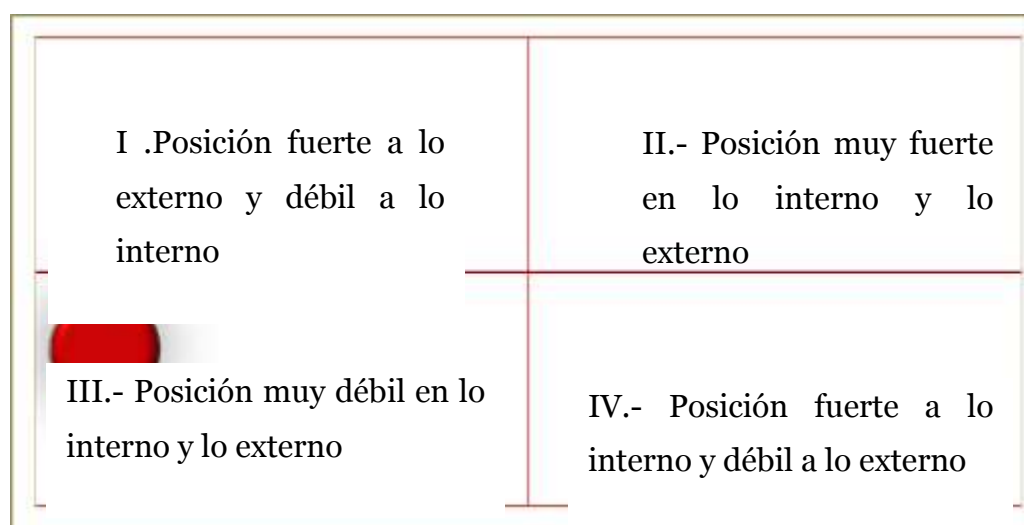 I .Posición fuerte a lo
externo y débil a lo
interno
II.- Posición muy fuerte
en lo interno y lo
externo
III.- Posición muy débil en lo
interno y lo externo
IV.- Posición fuerte a lo
interno y débil a lo externo